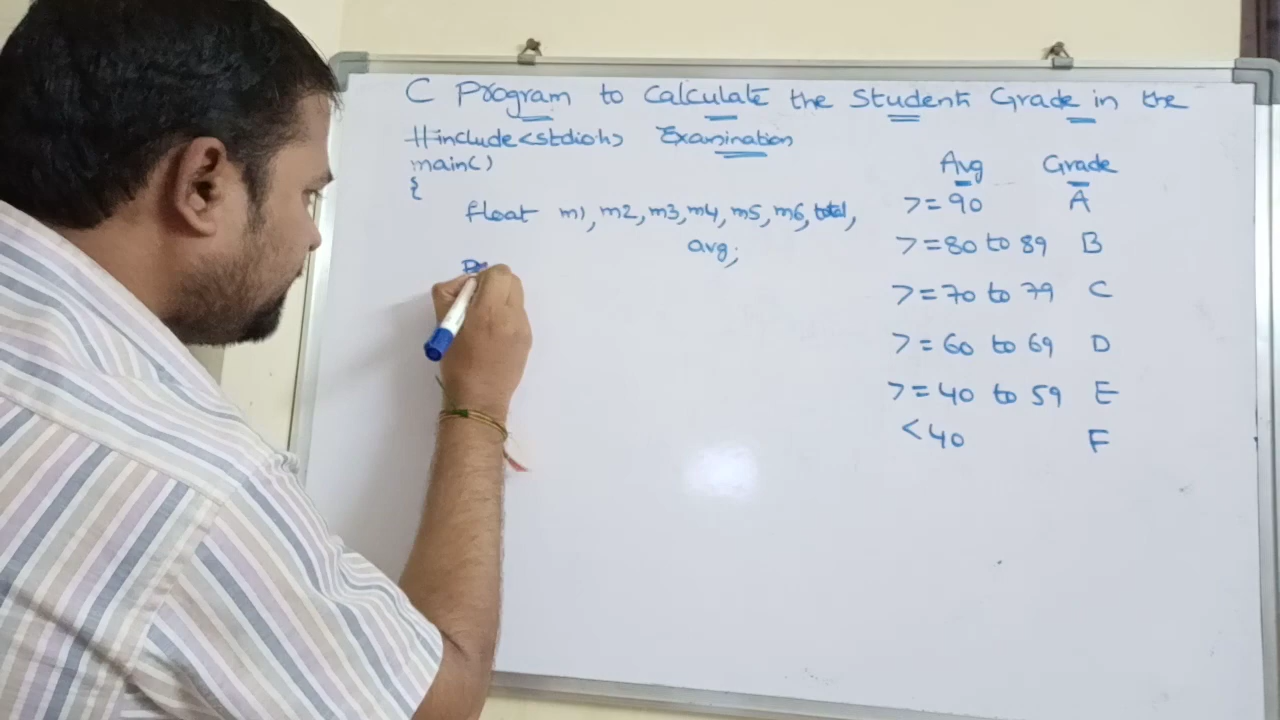 C Program to Calculate the Student Grade in the
Examination
#include<stdio.h>
main()
{
float m1, m2, m3, m4, m5, m6, total,
avg;
Avg Grade
>=90 A
>=80 to 89 B
>=70 to 79 C
>=60 to 69 D
>=40 to 59 E
<40 F